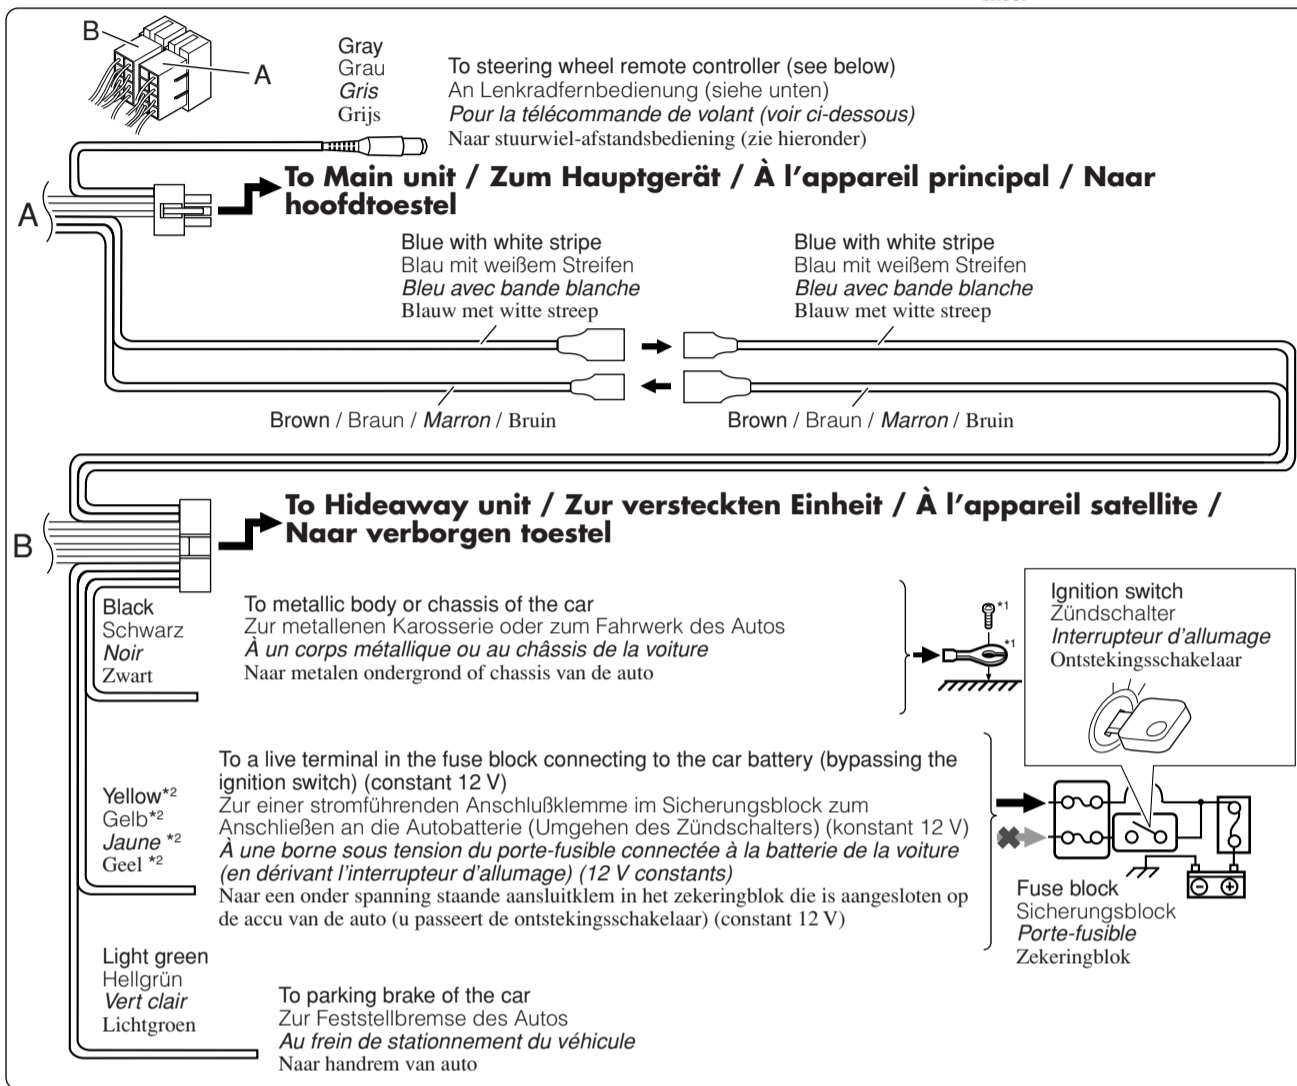 B
A
Gray
Grau
Gris
Grijs
To steering wheel remote controller (see below)
An Lenkradfernbedienung (siehe unten)
Pour la télécommande de volant (voir ci-dessous)
Naar stuurwiel-afstandsbediening (zie hieronder)
A
To Main unit / Zum Hauptgerät / À l'appareil principal / Naar
hoofdtoestel
Blue with white stripe
Blau mit weißem Streifen
Bleu avec bande blanche
Blauw met witte streep
Blue with white stripe
Blau mit weißem Streifen
Bleu avec bande blanche
Blauw met witte streep
Brown / Braun / Marron / Bruin
Brown / Braun / Marron / Bruin
B
To Hideaway unit / Zur versteckten Einheit / À l'appareil satellite /
Naar verborgen toestel
Black
Schwarz
Noir
Zwart
To metallic body or chassis of the car
Zur metallenen Karosserie oder zum Fahrwerk des Autos
À un corps métallique ou au châssis de la voiture
Naar metalen ondergrond of chassis van de auto
*1
*1
Ignition switch
Zündschalter
Interrupteur d'allumage
Ontstekingsschakelaar
Yellow*2
Gelb*2
Jaune *2
Geel *2
To a live terminal in the fuse block connecting to the car battery (bypassing the
ignition switch) (constant 12 V)
Zur einer stromführenden Anschlußklemme im Sicherungsblock zum
Anschließen an die Autobatterie (Umgehen des Zündschalters) (konstant 12 V)
À une borne sous tension du porte-fusible connectée à la batterie de la voiture
(en dérivant l'interrupteur d'allumage) (12 V constants)
Naar een onder spanning staande aansluitklem in het zekeringblok die is aangesloten op
de accu van de auto (u passeert de ontstekingsschakelaar) (constant 12 V)
Fuse block
Sicherungsblock
Porte-fusible
Zekeringblok
Light green
Hellgrün
Vert clair
Lichtgroen
To parking brake of the car
Zur Feststellbremse des Autos
Au frein de stationnement du véhicule
Naar handrem van auto